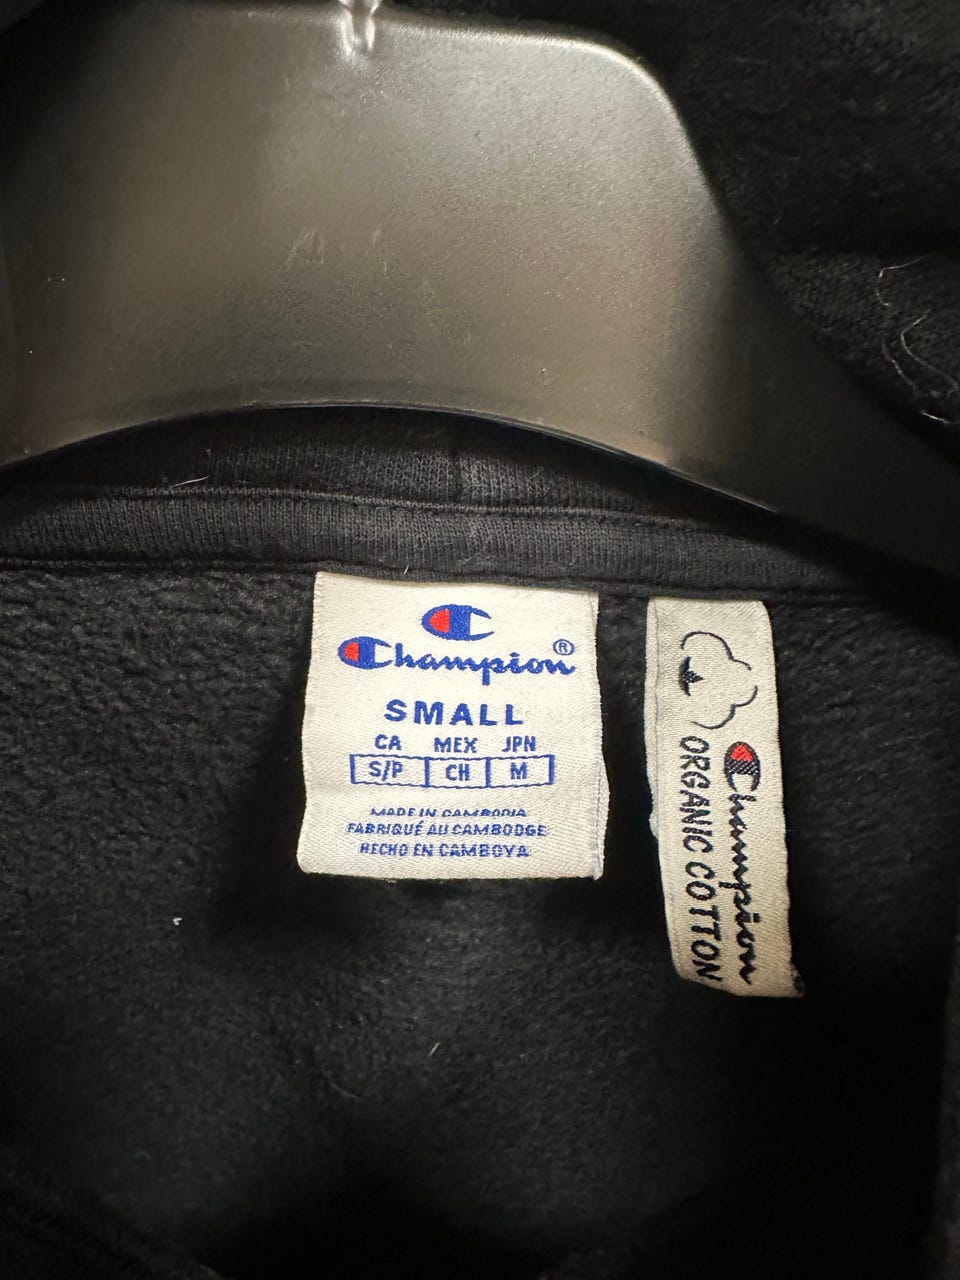 Champion®
SMALL
CA MEX JPN
S/P CH M
MADE IN CAMBODIA
FABRIQUÉ AU CAMBODGE
HECHO EN CAMBOYA
Champion
ORGANIC COTTON